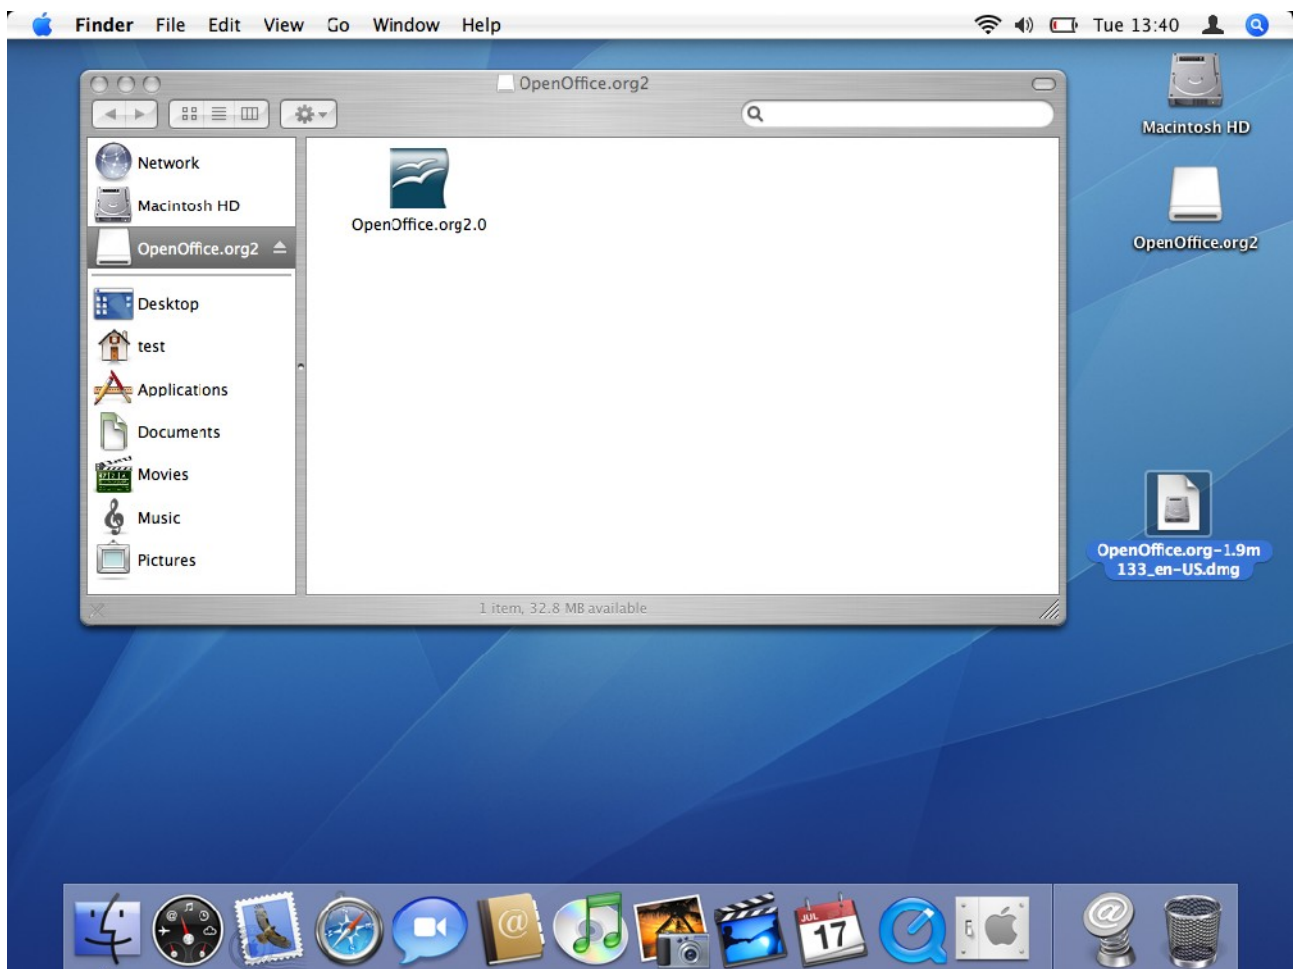 Finder File Edit View Go Window Help Tue 13:40
OpenOffice.org2
Macintosh HD
Network
Macintosh HD
OpenOffice.org2
OpenOffice.org2.0
OpenOffice.org2
Desktop
test
Applications
Documents
Movies
Music
Pictures
OpenOffice.org-1.9m
133_en-US.dmg
1 item, 32.8 MB available
@
JUL
17
@